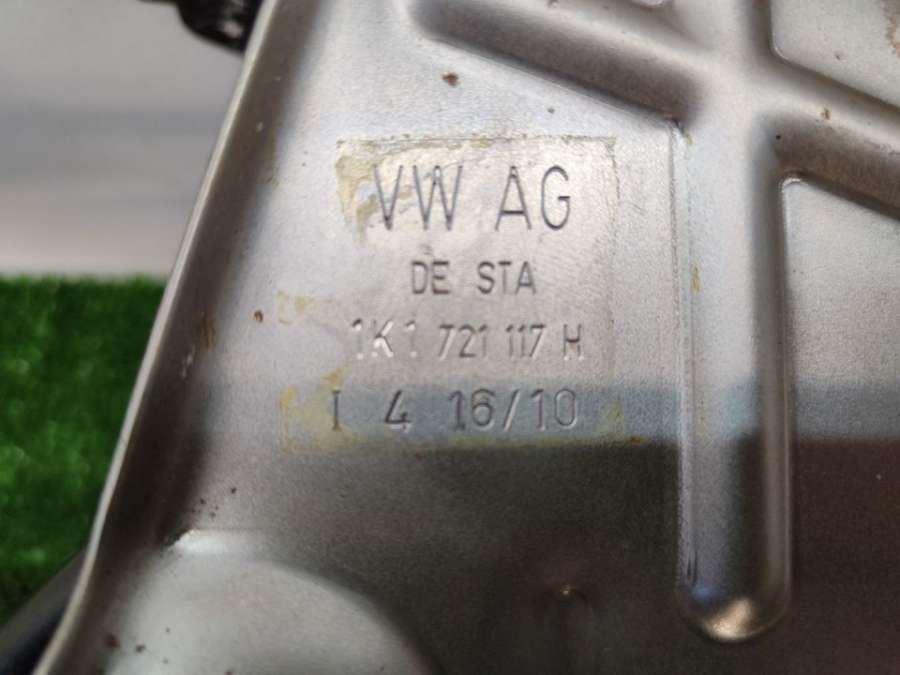 VW AG
DE STA
1K1 721 117 H
I 4 16/10